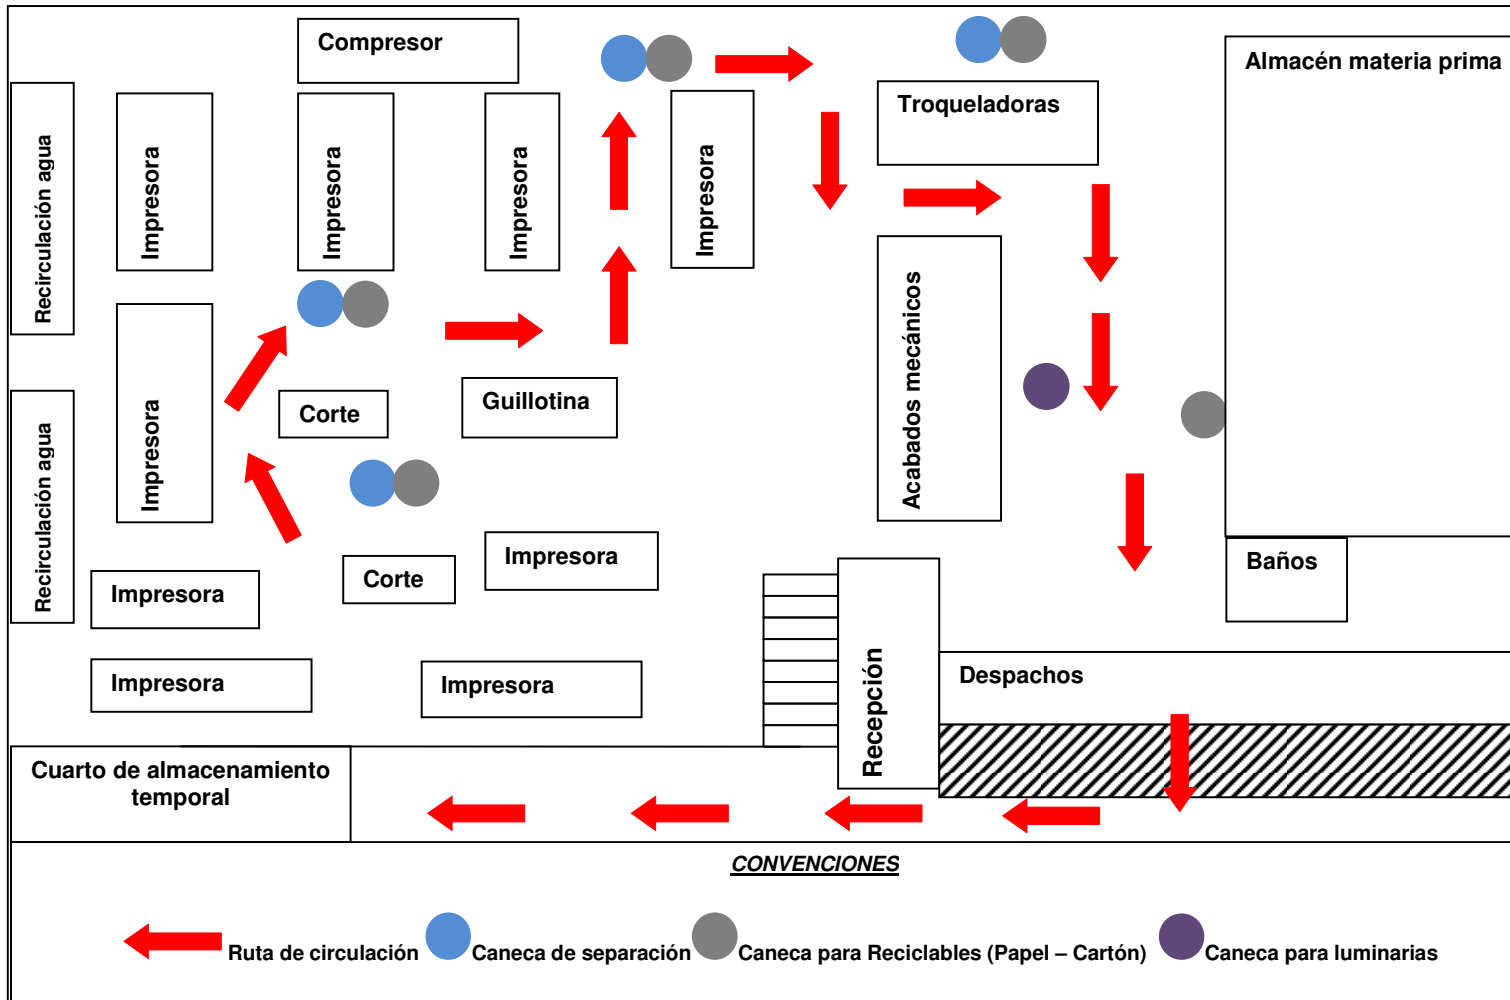 Compresor
Almacén materia prima
Troqueladoras
Recirculación agua
Impresora
Impresora
Impresora
Impresora
Impresora
Acabados mecánicos
Corte
Guillotina
Recirculación agua
Impresora
Corte
Impresora
Baños
Impresora
Impresora
Recepción
Despachos
Cuarto de almacenamiento
temporal
CONVENCIONES
Ruta de circulación
Caneca de separación
Caneca para Reciclables (Papel – Cartón)
Caneca para luminarias